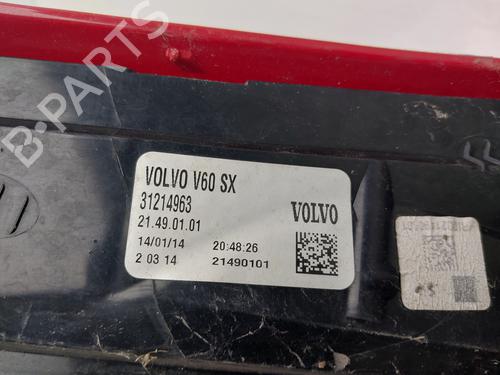 B-PARTS
VOLVO V60 SX
31214963
VOLVO
21.49.01.01
14/01/14 20:48:26
2 03 14 21490101